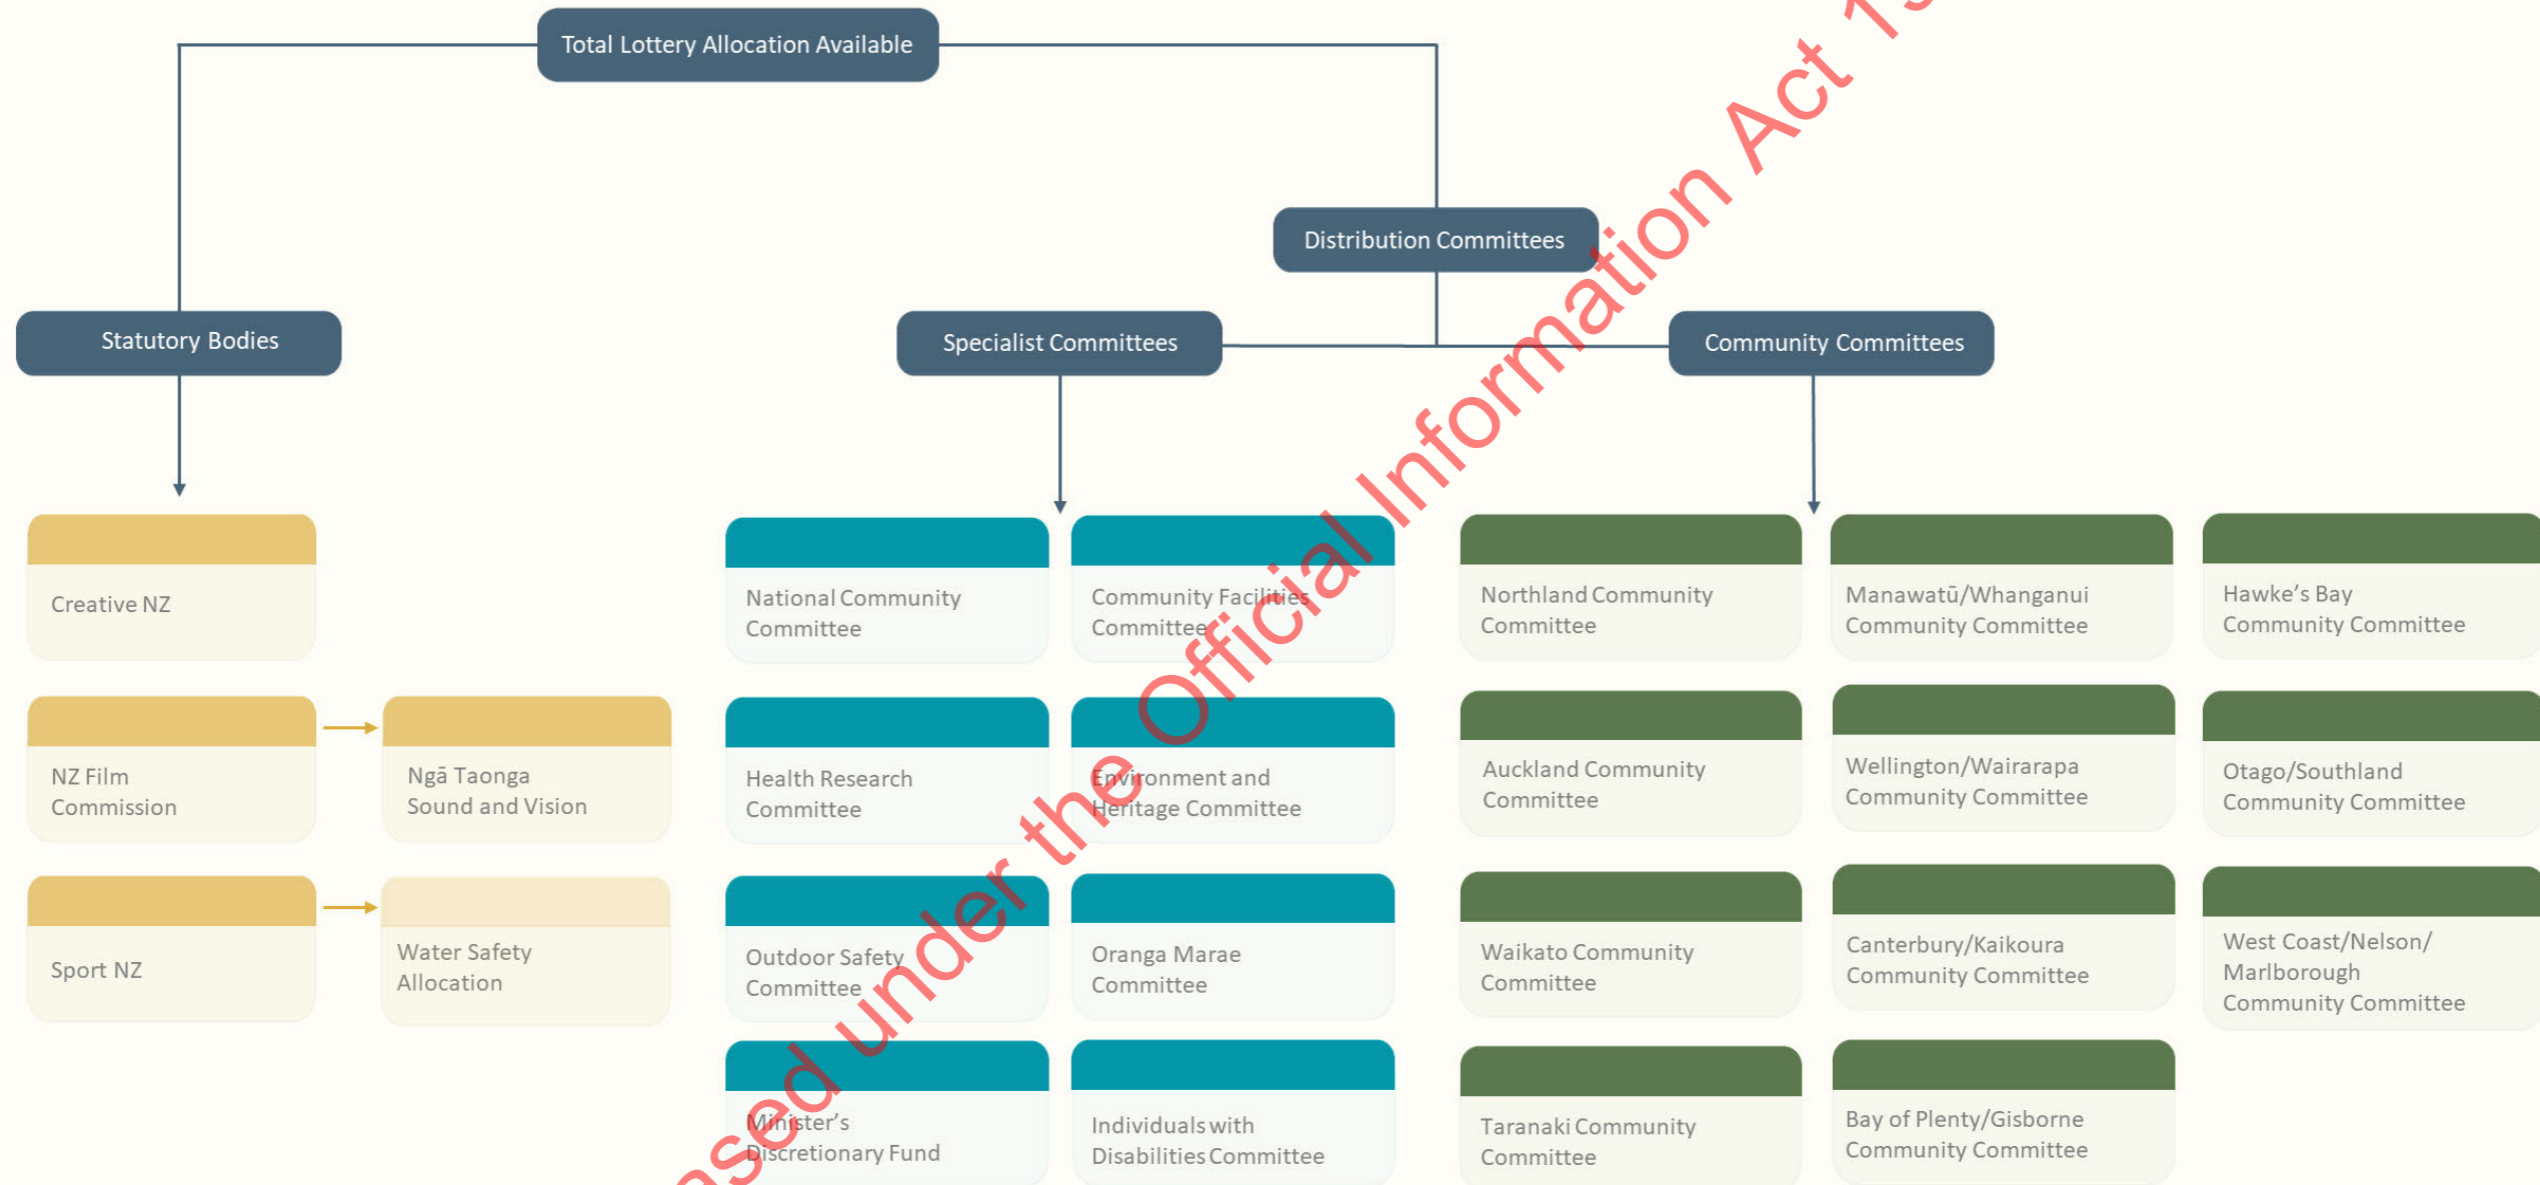 Total Lottery Allocation Available
Distribution Committees
Statutory Bodies
Specialist Committees
Community Committees
Creative NZ
NZ Film
Commission
Ngā Taonga
Sound and Vision
Sport NZ
Water Safety
Allocation
National Community
Committee
Community Facilities
Committee
Health Research
Committee
Environment and
Heritage Committee
Outdoor Safety
Committee
Oranga Marae
Committee
Minister's
Discretionary Fund
Individuals with
Disabilities Committee
Northland Community
Committee
Manawatū/Whanganui
Community Committee
Hawke's Bay
Community Committee
Auckland Community
Committee
Wellington/Wairarapa
Community Committee
Otago/Southland
Community Committee
Waikato Community
Committee
Canterbury/Kaikoura
Community Committee
West Coast/Nelson/
Marlborough
Community Committee
Taranaki Community
Committee
Bay of Plenty/Gisborne
Community Committee
under the Official Information Act